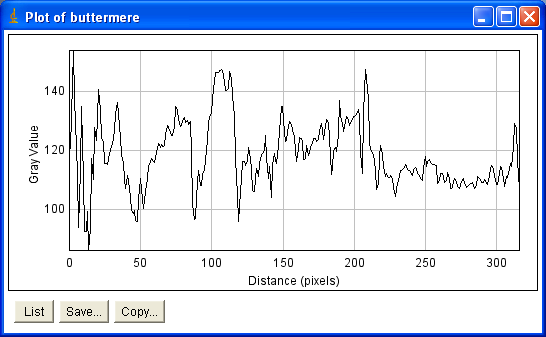 Plot of buttermere
140
120
100
Gray Value
0 50 100 150 200 250 300
Distance (pixels)
List Save... Copy...